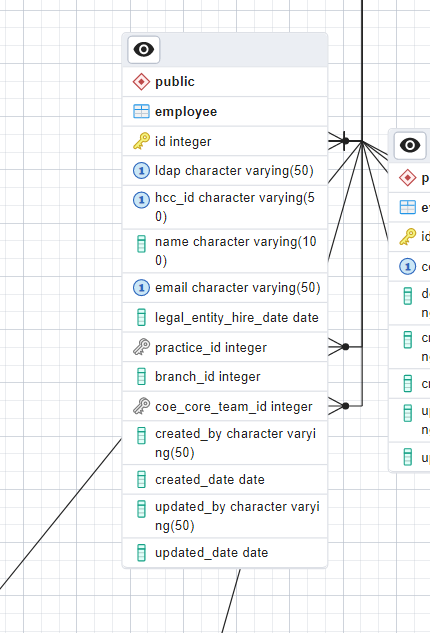 public
employee
id integer
ldap character varying(50)
hcc_id character varying(5
0)
name character varying(10
0)
email character varying(50)
legal_entity_hire_date date
practice_id integer
branch_id integer
coe_core_team_id integer
created_by character varyi
ng(50)
created_date date
updated_by character varyi
ng(50)
updated_date date
p
e
id
c
d
n
c
n
c
u
n
u